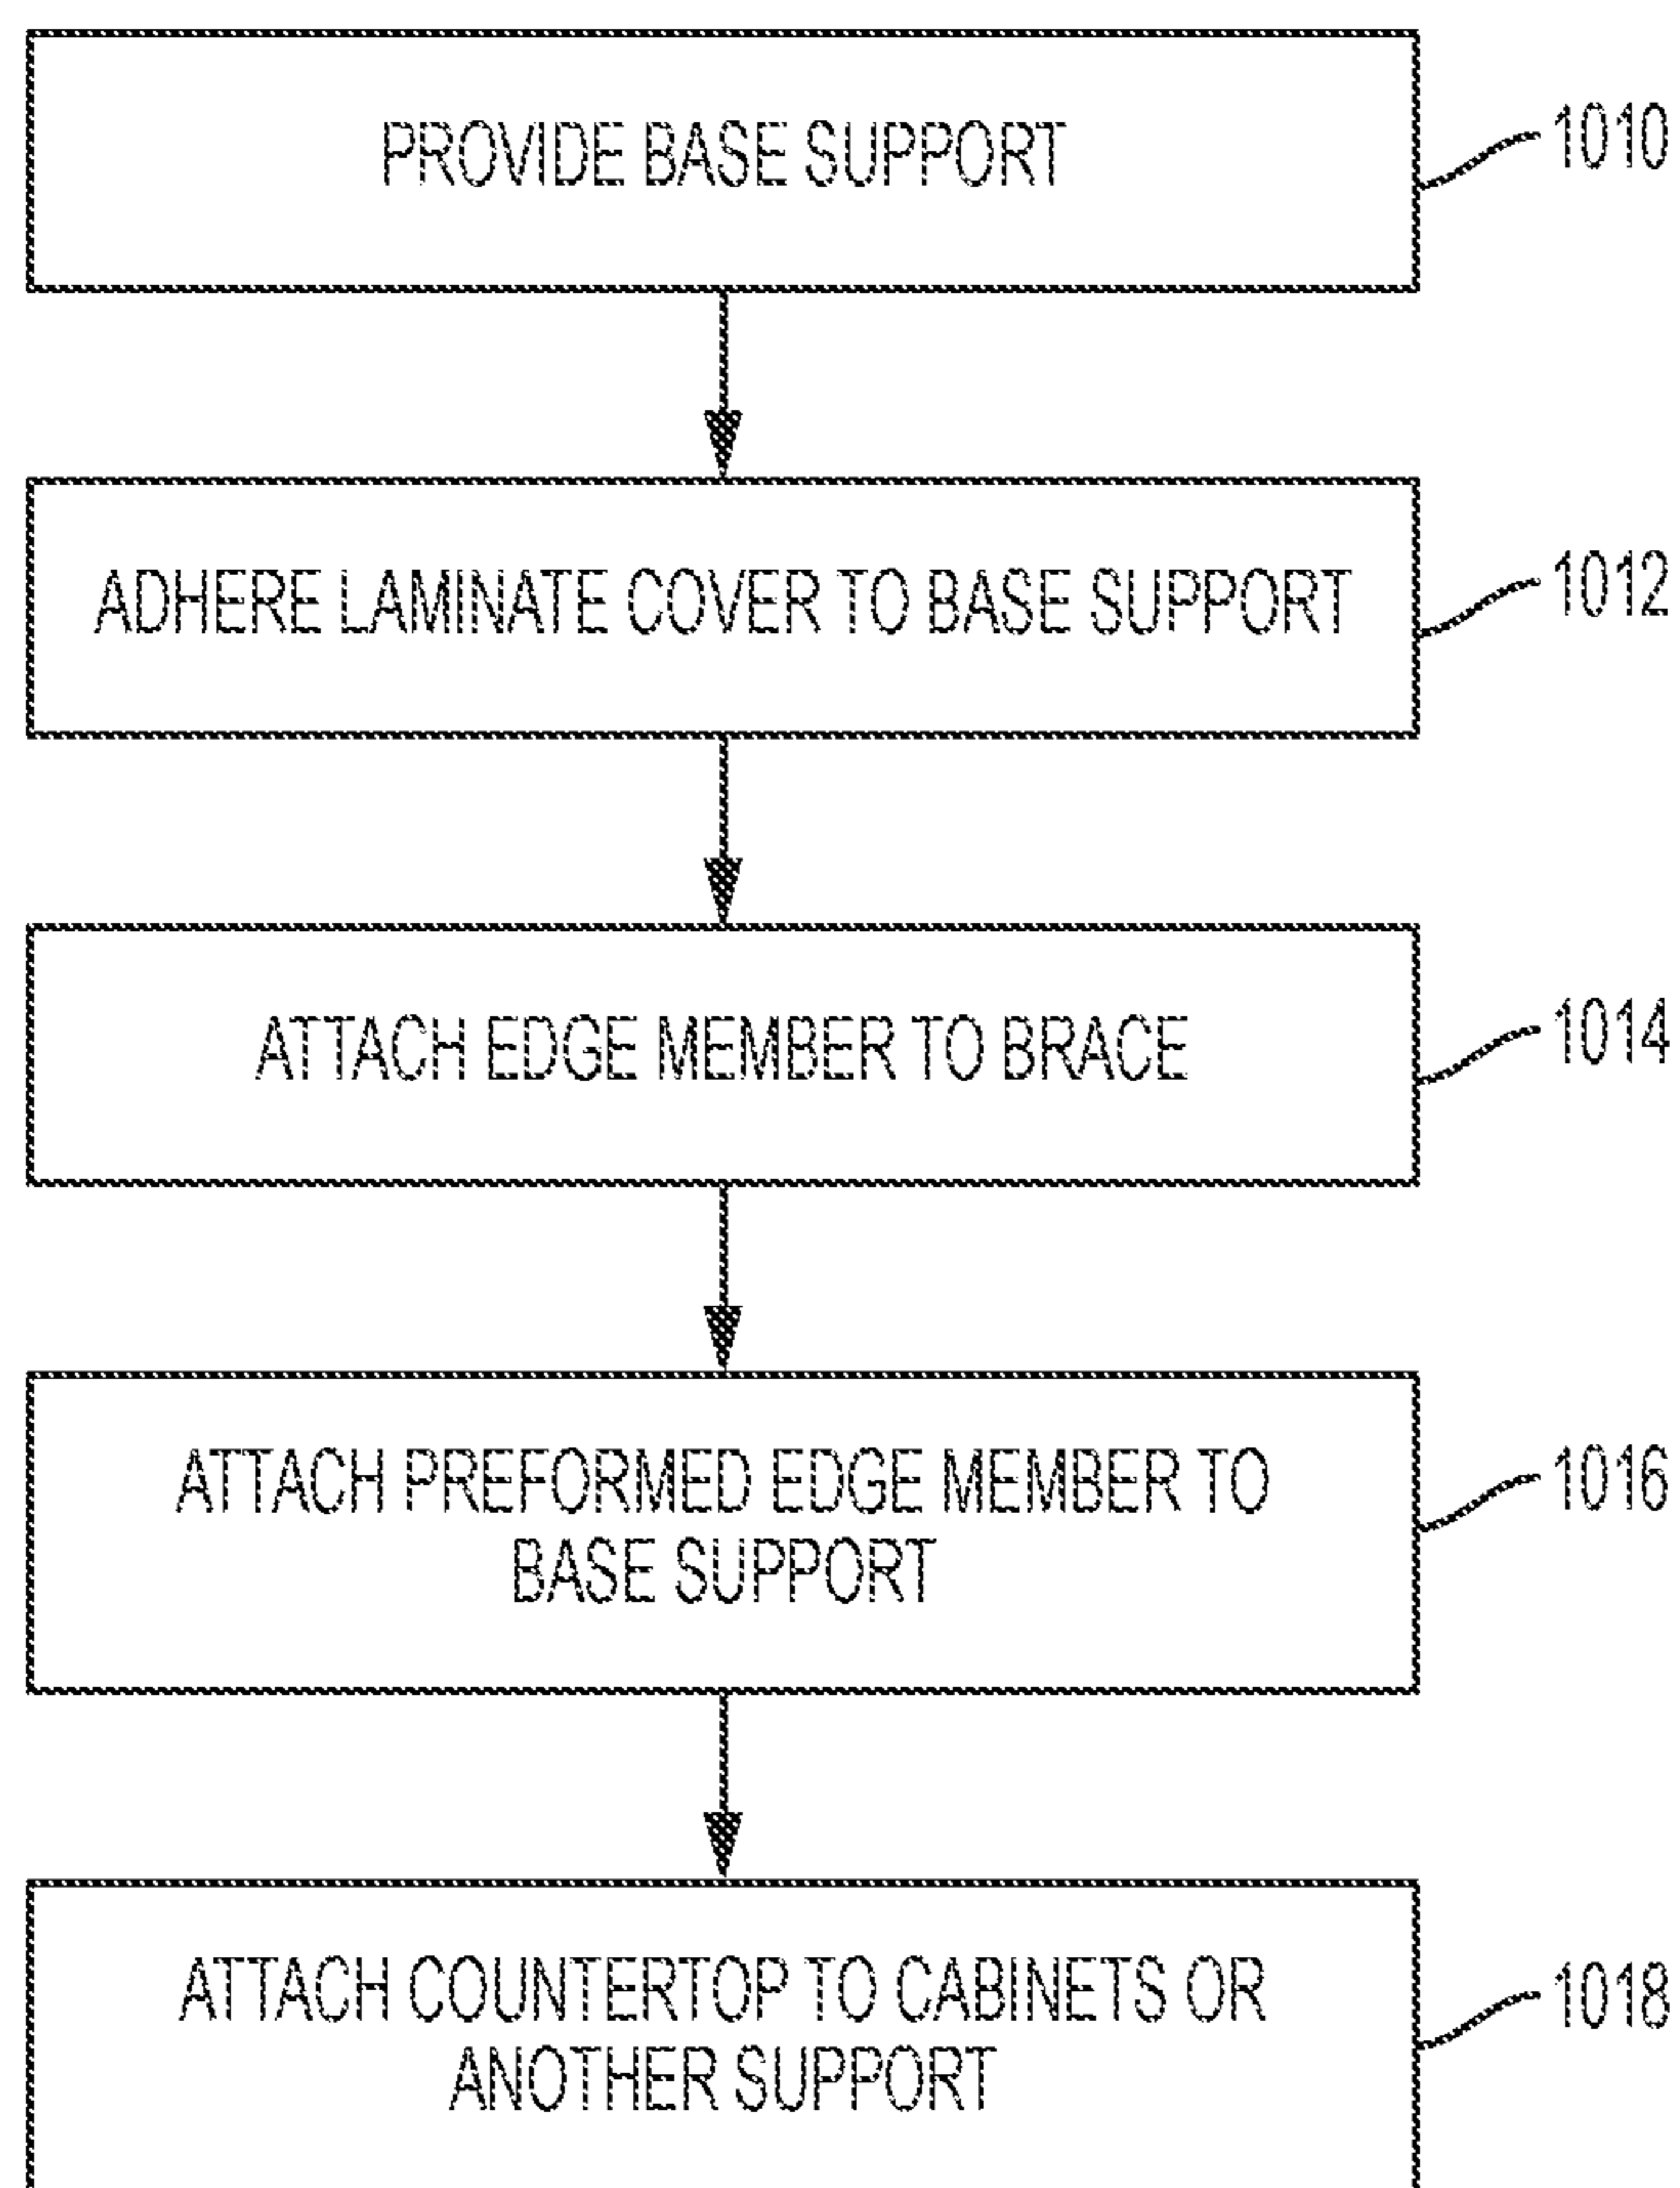 PROVIDE BASE SUPPORT
1010
ADHERE LAMINATE COVER TO BASE SUPPORT
1012
ATTACH EDGE MEMBER TO BRACE
1014
ATTACH PREFORMED EDGE MEMBER TO
BASE SUPPORT
1016
ATTACH COUNTERTOP TO CABINETS OR
ANOTHER SUPPORT
1018